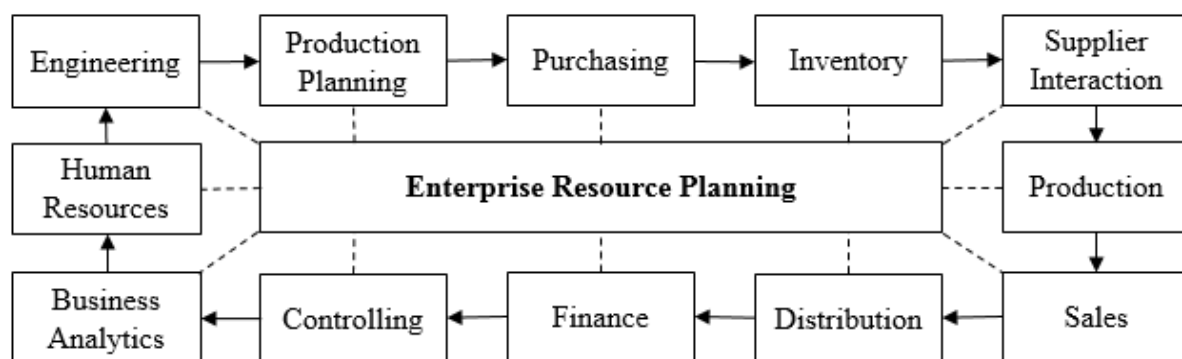 Engineering
Production
Planning
Purchasing
Inventory
Supplier
Interaction
Human
Resources
Enterprise Resource Planning
Production
Business
Analytics
Controlling
Finance
Distribution
Sales